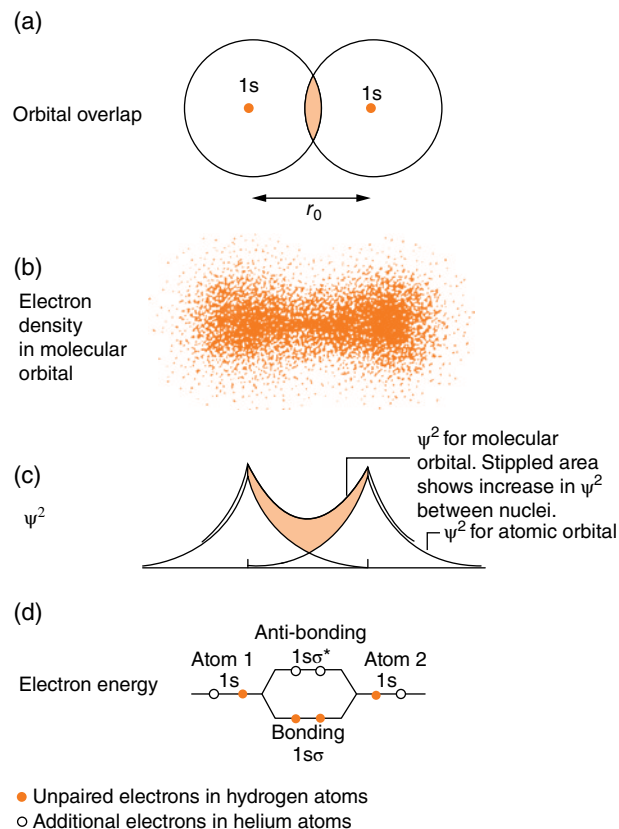 (a)
1s
1s
Orbital overlap
r0
(b)
Electron
density
in molecular
orbital
ψ2 for molecular
orbital. Stippled area
shows increase in ψ2
between nuclei.
(c)
ψ2
ψ2 for atomic orbital
(d)
Anti-bonding
Atom 1
1sσ*
Atom 2
1s
1s
Electron energy
Bonding
1sσ
Unpaired electrons in hydrogen atoms
Additional electrons in helium atoms